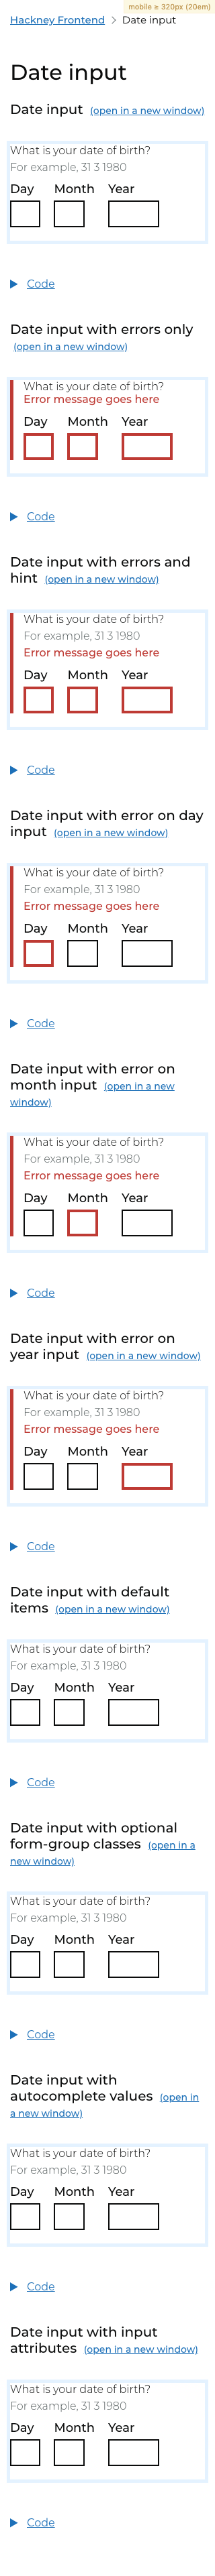 mobile ≥ 320px (20em)
Hackney Frontend > Date input
Date input
Date input (open in a new window)
What is your date of birth?
For example, 31 3 1980
Day Month Year
Code
Date input with errors only
(open in a new window)
What is your date of birth?
Error message goes here
Day Month Year
Code
Date input with errors and
hint (open in a new window)
What is your date of birth?
For example, 31 3 1980
Error message goes here
Day Month Year
Code
Date input with error on day
input (open in a new window)
What is your date of birth?
For example, 31 3 1980
Error message goes here
Day Month Year
Code
Date input with error on
month input (open in a new
window)
What is your date of birth?
For example, 31 3 1980
Error message goes here
Day Month Year
Code
Date input with error on
year input (open in a new window)
What is your date of birth?
For example, 31 3 1980
Error message goes here
Day Month Year
Code
Date input with default
items (open in a new window)
What is your date of birth?
For example, 31 3 1980
Day Month Year
Code
Date input with optional
form-group classes (open in a
new window)
What is your date of birth?
For example, 31 3 1980
Day Month Year
Code
Date input with
autocomplete values (open in
a new window)
What is your date of birth?
For example, 31 3 1980
Day Month Year
Code
Date input with input
attributes (open in a new window)
What is your date of birth?
For example, 31 3 1980
Day Month Year
Code